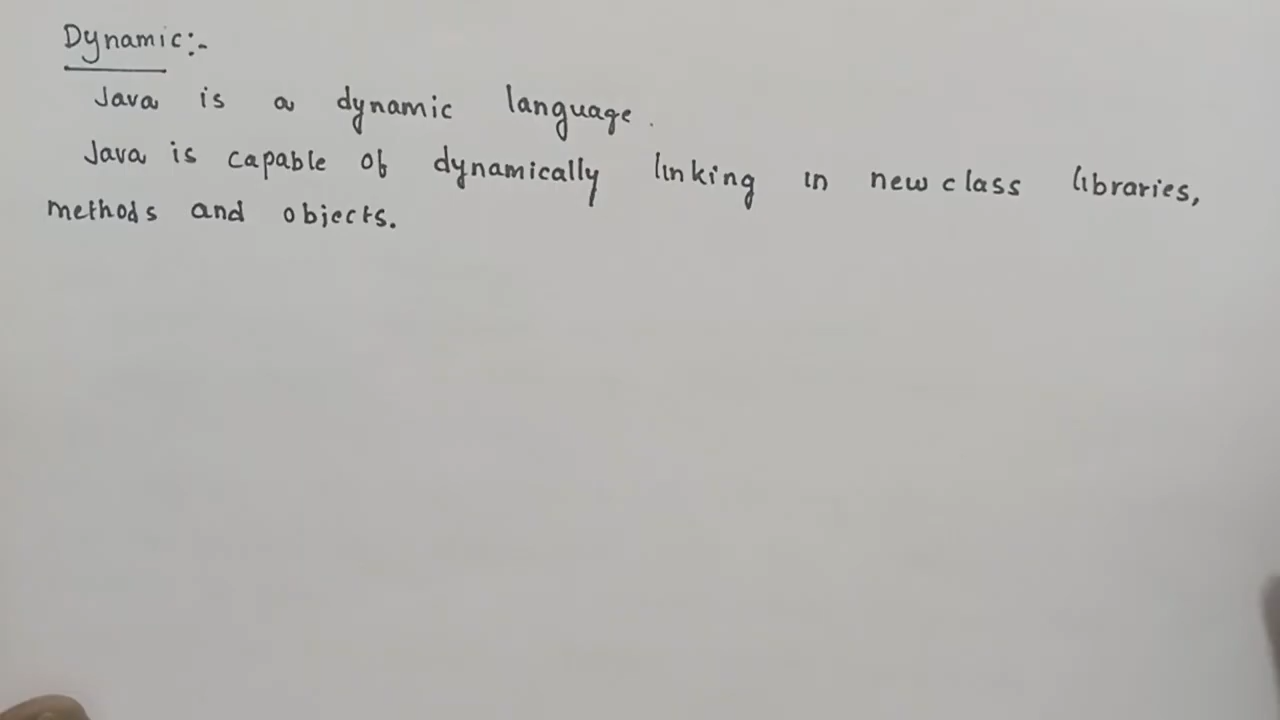 Dynamic:-
Java is a dynamic language.
Java is capable of dynamically linking in new class libraries,
methods and objects.